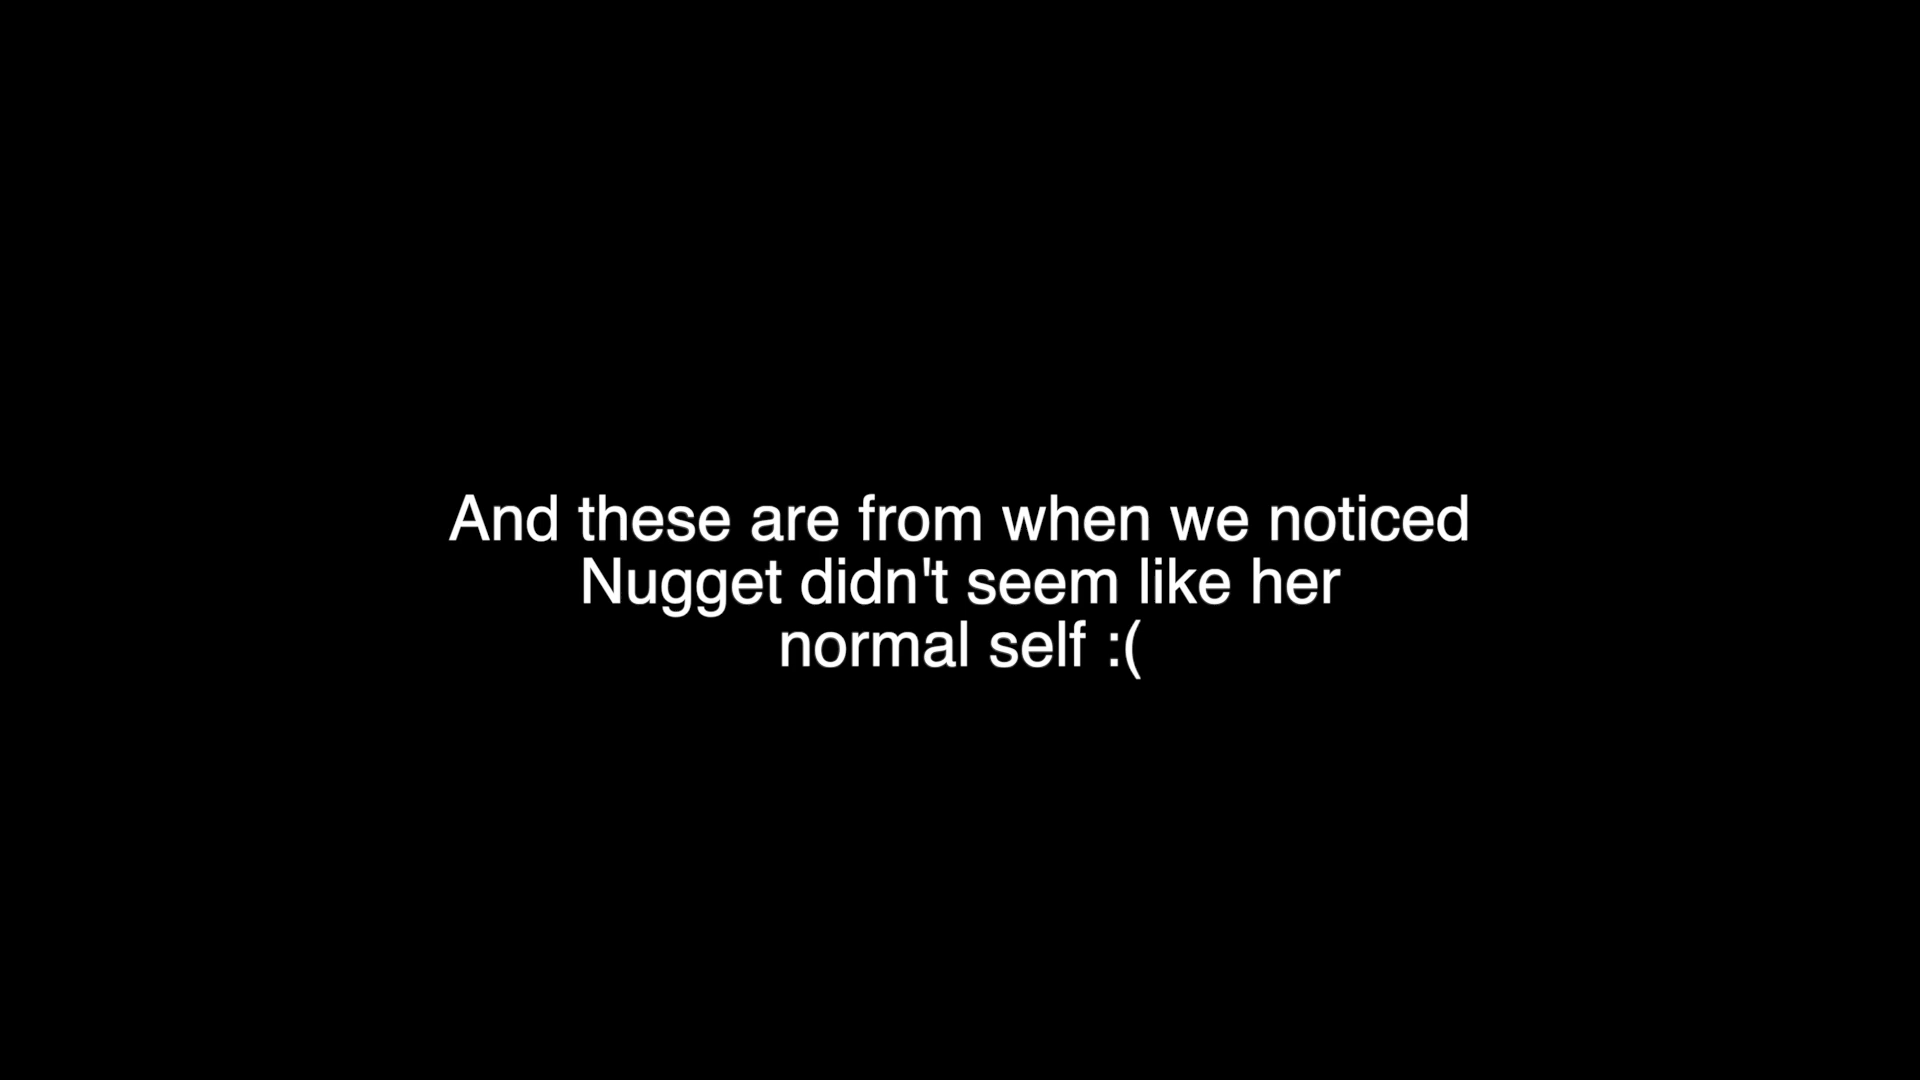 And these are from when we noticed
Nugget didn't seem like her
normal self :(